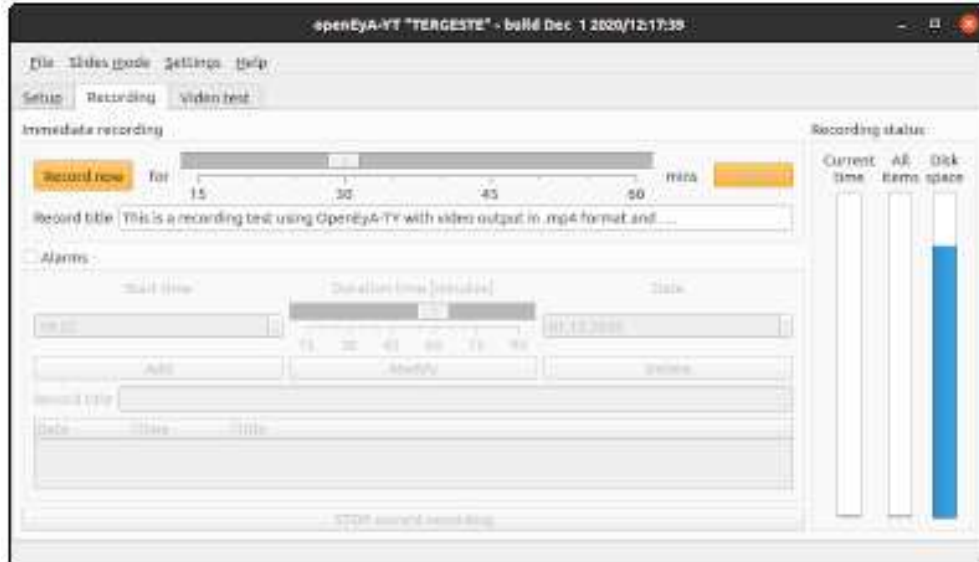 openEyA-YT "TERGESTE" - build Dec 1 2020/12:17:39
File Slides mode Settings Help
Setup Recording Video test
Immediate recording
Record now for 15 30 45 60 mins
Record title This is a recording test using OpenEyA-TY with video output in .mp4 format and ....
Alarms
Start time Duration time [minutes] Date
15 30 45 60 75 90
Add Modify Delete
Record title
Date Time Title
STOP current recording
Recording status
Current time All items Disk space